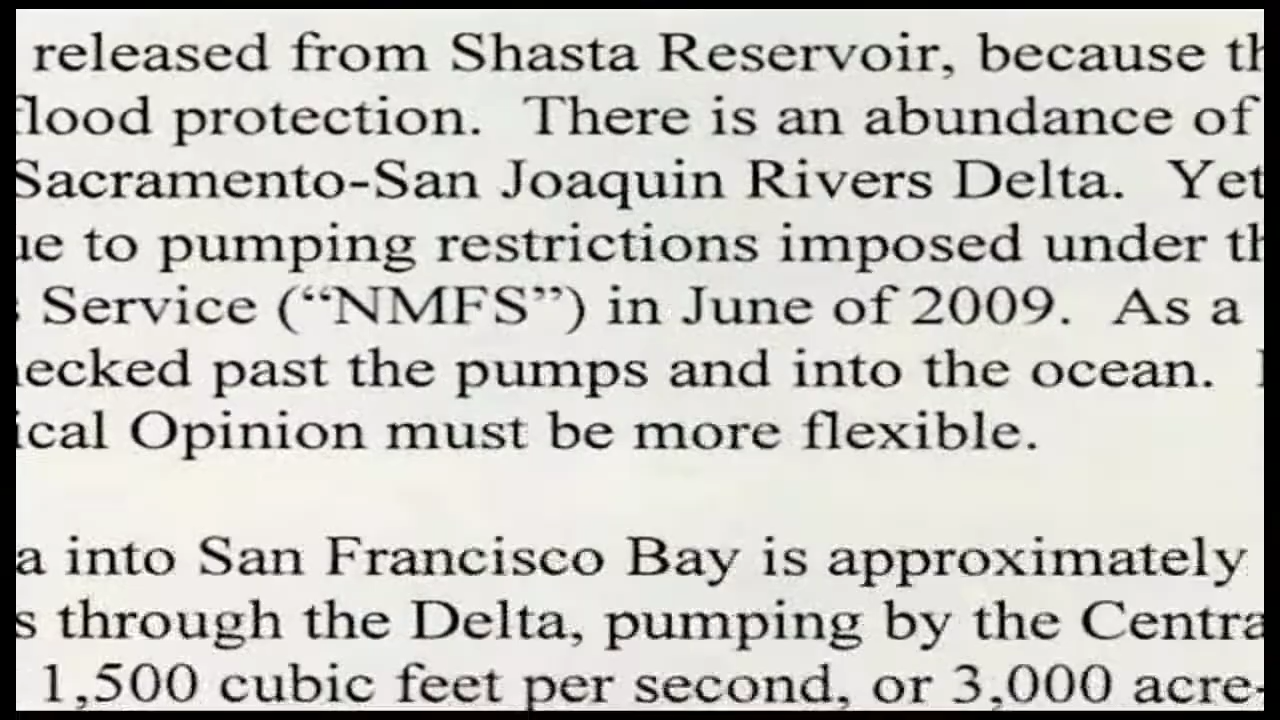 released from Shasta Reservoir, because th
flood protection. There is an abundance of
Sacramento-San Joaquin Rivers Delta. Yet
ue to pumping restrictions imposed under th
Service (“NMFS”) in June of 2009. As a
ecked past the pumps and into the ocean.
ical Opinion must be more flexible.
a into San Francisco Bay is approximately
s through the Delta, pumping by the Centra
1,500 cubic feet per second, or 3,000 acre-